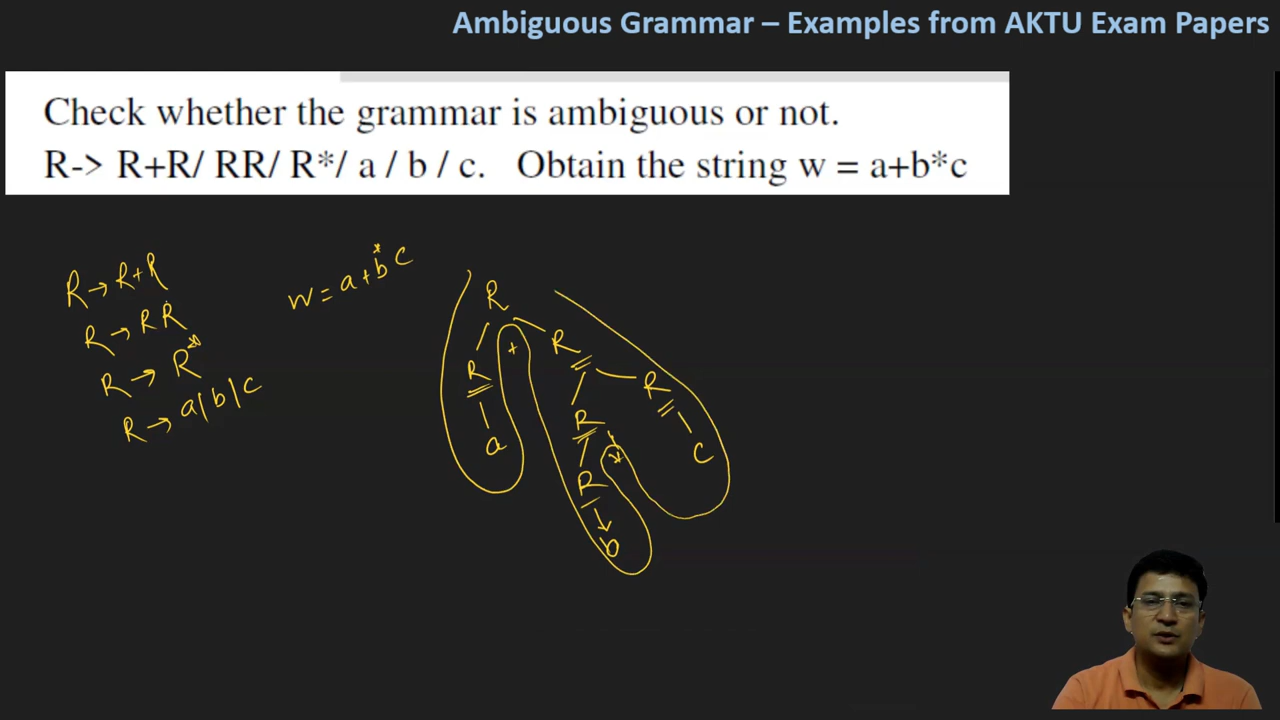 Ambiguous Grammar – Examples from AKTU Exam Papers
Check whether the grammar is ambiguous or not.
R-> R+R/ RR/ R*/ a / b / c. Obtain the string w = a+b*c
R → R+R
R → RR
R → R*
R → a|b|c
w = a+b*c
R
R + R
a R R
R * c
b